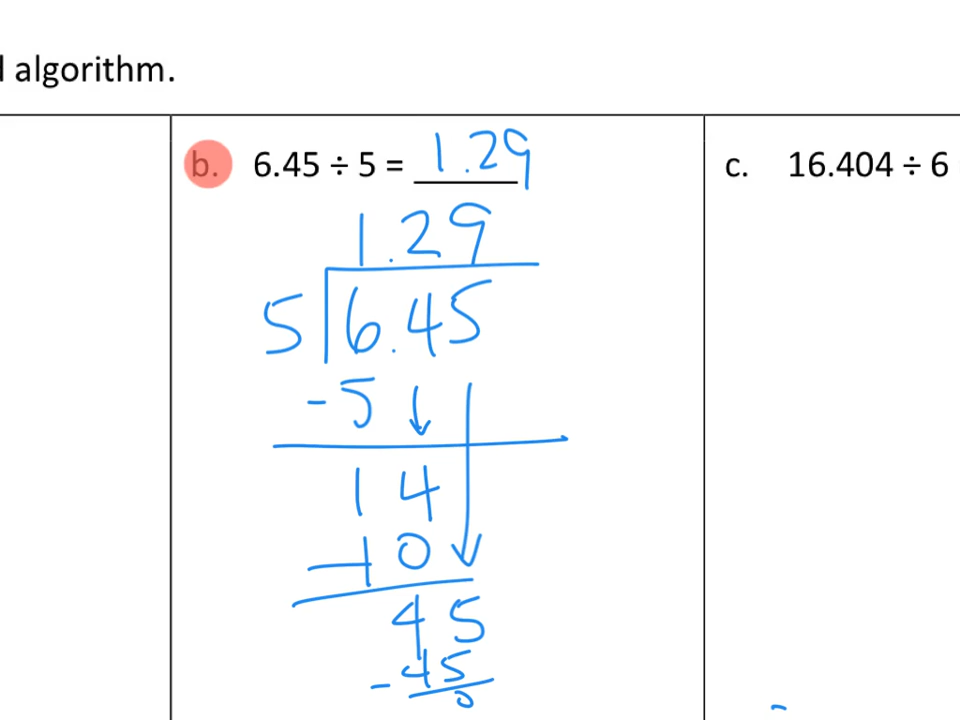 algorithm.
b. 6.45 ÷ 5 = 1.29
1.29
5 6.45
- 5
14
- 10
45
- 45
0
c. 16.404 ÷ 6